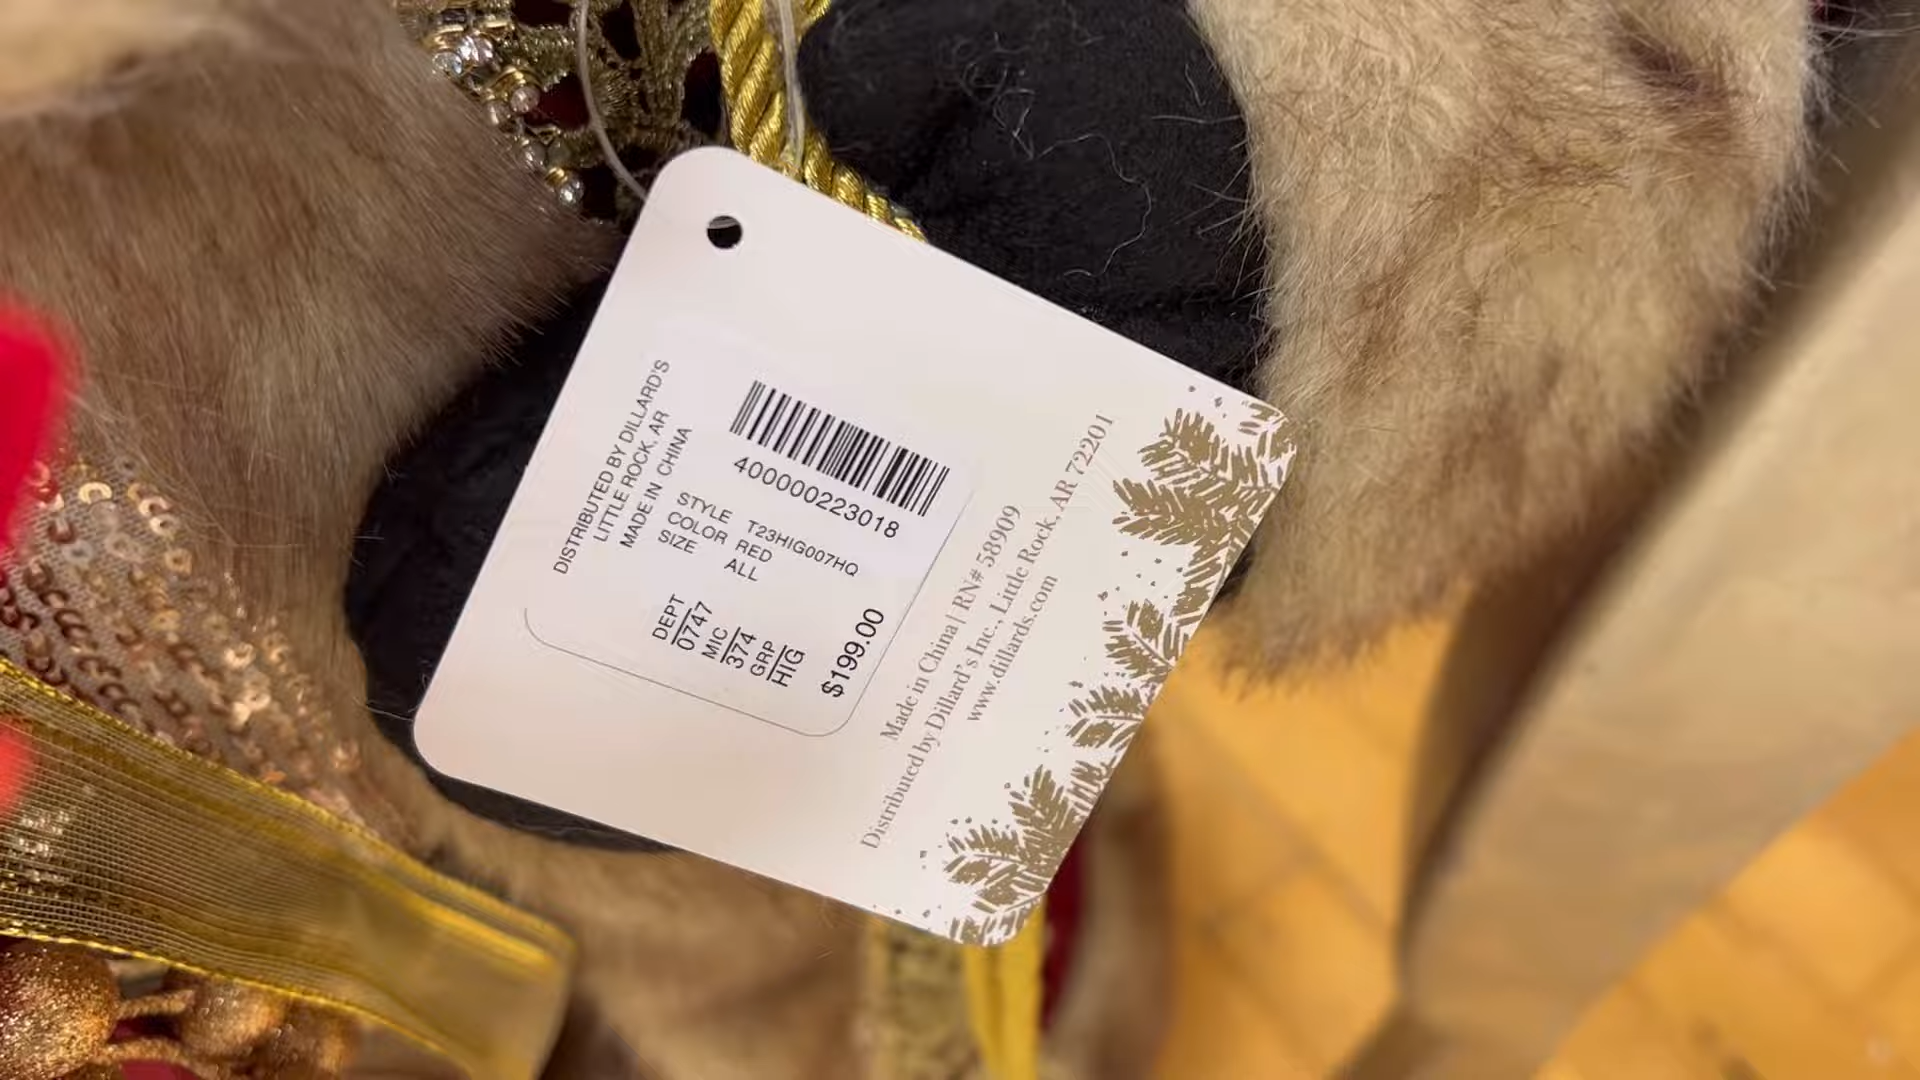 DISTRIBUTED BY DILLARD'S
LITTLE ROCK, AR
MADE IN CHINA
400000223018
STYLE T23HIG007HQ
COLOR RED
SIZE ALL
DEPT
0747
MIC
374
GRP
HIG
$199.00
Made in China | RN# 58909
Distributed by Dillard's Inc., Little Rock, AR 72201
www.dillards.com